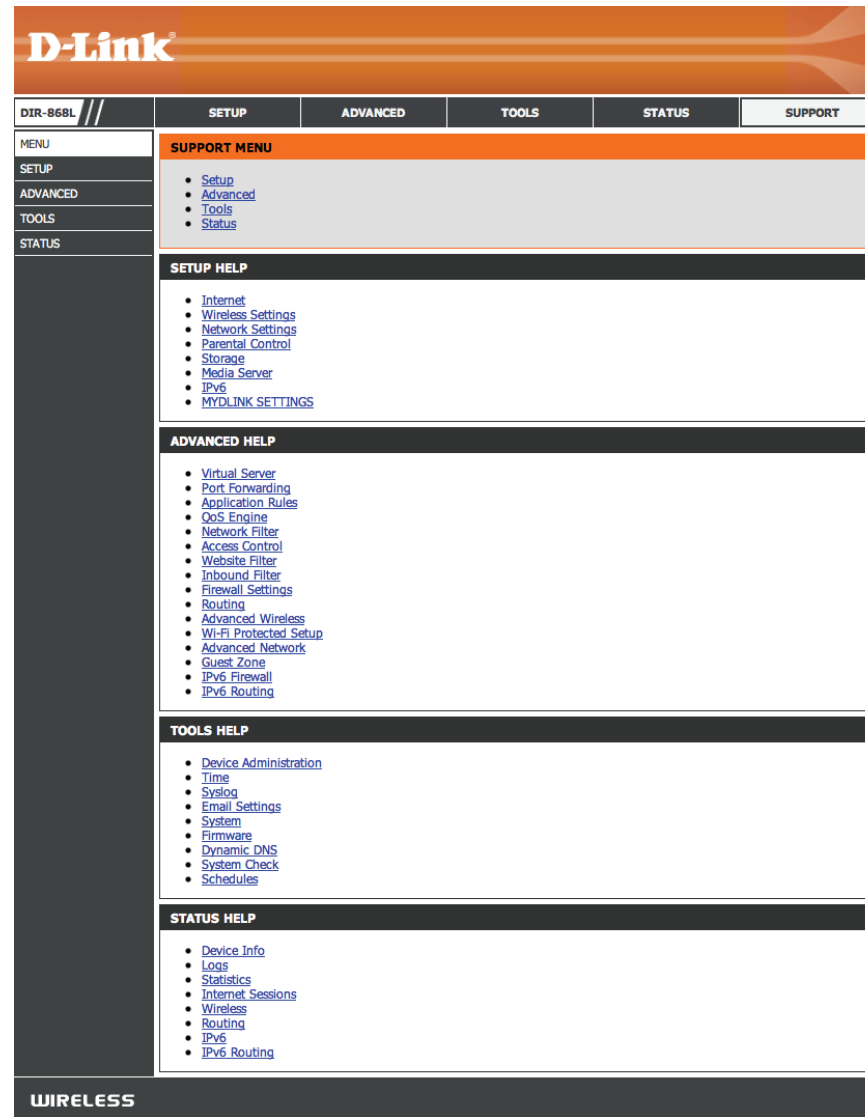 D-Link®
DIR-868L
SETUP
ADVANCED
TOOLS
STATUS
SUPPORT
MENU
SETUP
ADVANCED
TOOLS
STATUS
SUPPORT MENU
Setup
Advanced
Tools
Status
SETUP HELP
Internet
Wireless Settings
Network Settings
Parental Control
Storage
Media Server
IPv6
MYDLINK SETTINGS
ADVANCED HELP
Virtual Server
Port Forwarding
Application Rules
QoS Engine
Network Filter
Access Control
Website Filter
Inbound Filter
Firewall Settings
Routing
Advanced Wireless
Wi-Fi Protected Setup
Advanced Network
Guest Zone
IPv6 Firewall
IPv6 Routing
TOOLS HELP
Device Administration
Time
Syslog
Email Settings
System
Firmware
Dynamic DNS
System Check
Schedules
STATUS HELP
Device Info
Logs
Statistics
Internet Sessions
Wireless
Routing
IPv6
IPv6 Routing
WIRELESS